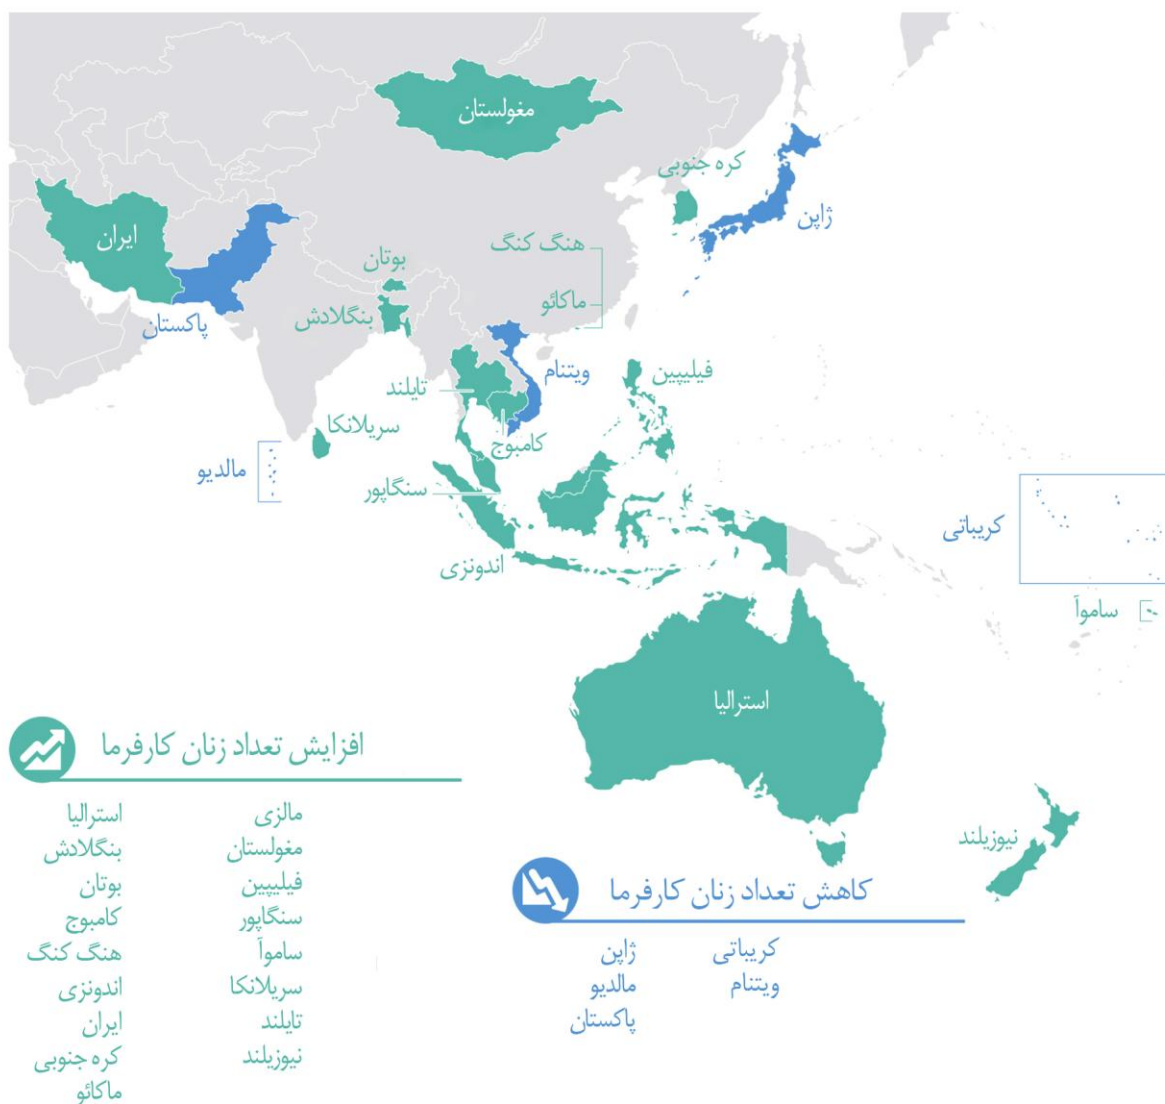 مغولستان
کره جنوبی
ژاپن
ایران
هنگ کنگ
بوتان
ماکائو
بنگلادش
پاکستان
ویتنام
فیلیپین
تایلند
سریلانکا
کامبوج
مالدیو
سنگاپور
کریباتی
اندونزی
ساموآ
استرالیا
نیوزیلند
افزایش تعداد زنان کارفرما
مالزی
مغولستان
فیلیپین
سنگاپور
ساموآ
سریلانکا
تایلند
نیوزیلند
استرالیا
بنگلادش
بوتان
کامبوج
هنگ کنگ
اندونزی
ایران
کره جنوبی
ماکائو
کاهش تعداد زنان کارفرما
کریباتی
ویتنام
ژاپن
مالدیو
پاکستان